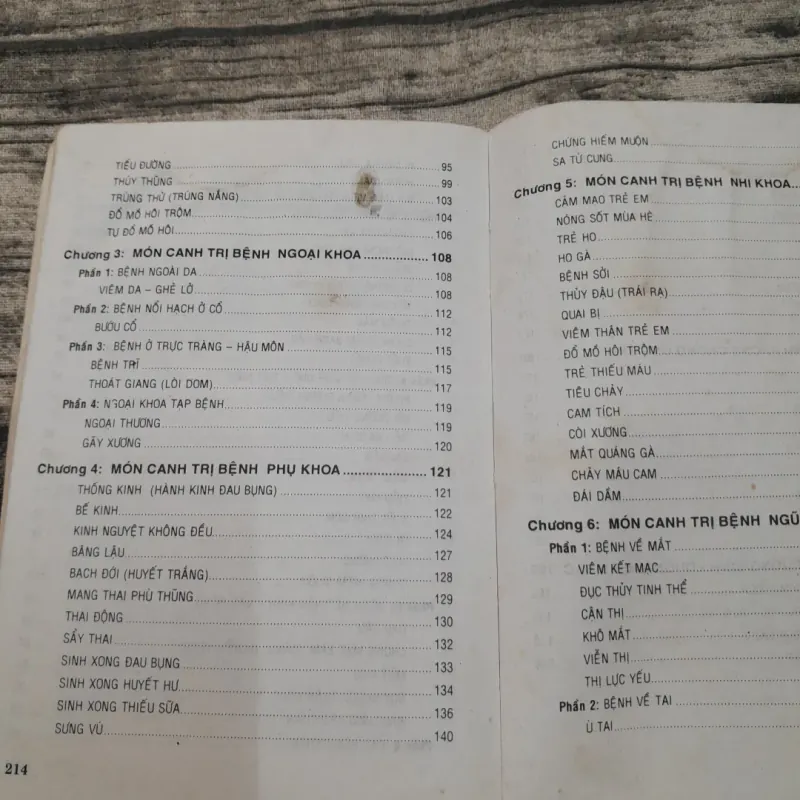 TIỂU ĐƯỜNG 95
THỦY THŨNG 99
TRÚNG THỬ (TRÚNG NẮNG) 103
ĐỔ MỒ HÔI TRỘM 104
TỰ ĐỔ MỒ HÔI 106
Chương 3: MÓN CANH TRỊ BỆNH NGOẠI KHOA 108
Phần 1: BỆNH NGOÀI DA 108
VIÊM DA – GHẺ LỞ 108
Phần 2: BỆNH NỔI HẠCH Ở CỔ 112
BƯỚU CỔ 112
Phần 3: BỆNH Ở TRỰC TRÀNG – HẬU MÔN 115
BỆNH TRĨ 115
THOÁT GIANG (LÒI DOM) 117
Phần 4: NGOẠI KHOA TẠP BỆNH 119
NGOẠI THƯƠNG 119
GÃY XƯƠNG 120
Chương 4: MÓN CANH TRỊ BỆNH PHỤ KHOA 121
THỐNG KINH (HÀNH KINH ĐAU BỤNG) 121
BẾ KINH 122
KINH NGUYỆT KHÔNG ĐỀU 124
BĂNG LẬU 127
BẠCH ĐỚI (HUYẾT TRẮNG) 128
MANG THAI PHÙ THŨNG 129
THAI ĐỘNG 130
SẨY THAI 132
SINH XONG ĐAU BỤNG 133
SINH XONG HUYẾT HƯ 134
SINH XONG THIẾU SỮA 136
SƯNG VÚ 140
214
CHỨNG HIẾM MUỘN
SA TỬ CUNG
Chương 5: MÓN CANH TRỊ BỆNH NHI KHOA
CẢM MẠO TRẺ EM
NÓNG SỐT MÙA HÈ
TRẺ HO
HO GÀ
BỆNH SỞI
THỦY ĐẬU (TRÁI RẠ)
QUAI BỊ
VIÊM THẬN TRẺ EM
ĐỔ MỒ HÔI TRỘM
TRẺ THIẾU MÁU
TIÊU CHẢY
CAM TÍCH
CÒI XƯƠNG
MẮT QUÁNG GÀ
CHẢY MÁU CAM
ĐÁI DẦM
Chương 6: MÓN CANH TRỊ BỆNH NGŨ
Phần 1: BỆNH VỀ MẮT
VIÊM KẾT MẠC
ĐỤC THỦY TINH THỂ
CẬN THỊ
KHÔ MẮT
VIỄN THỊ
THỊ LỰC YẾU
Phần 2: BỆNH VỀ TAI
Ù TAI